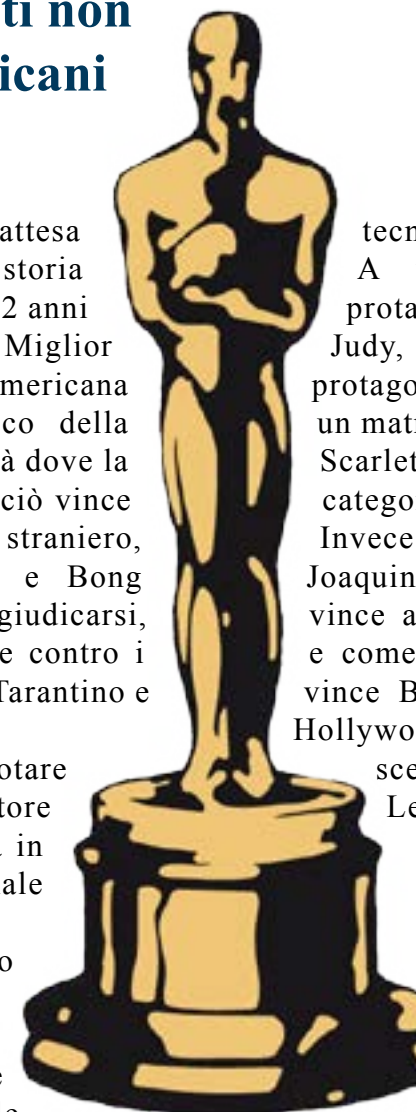 ti non
icani
attesa
storia
2 anni
Miglior
mericana
co della
à dove la
ciò vince
straniero,
e Bong
giudicarsi,
e contro i
Tarantino e
otare
tore
in
ale
o
e
tecn
A
prota
Judy,
protago
un mati
Scarlet
catego
Invece
Joaquin
vince a
e come
vince B
Hollywo
sce
Le